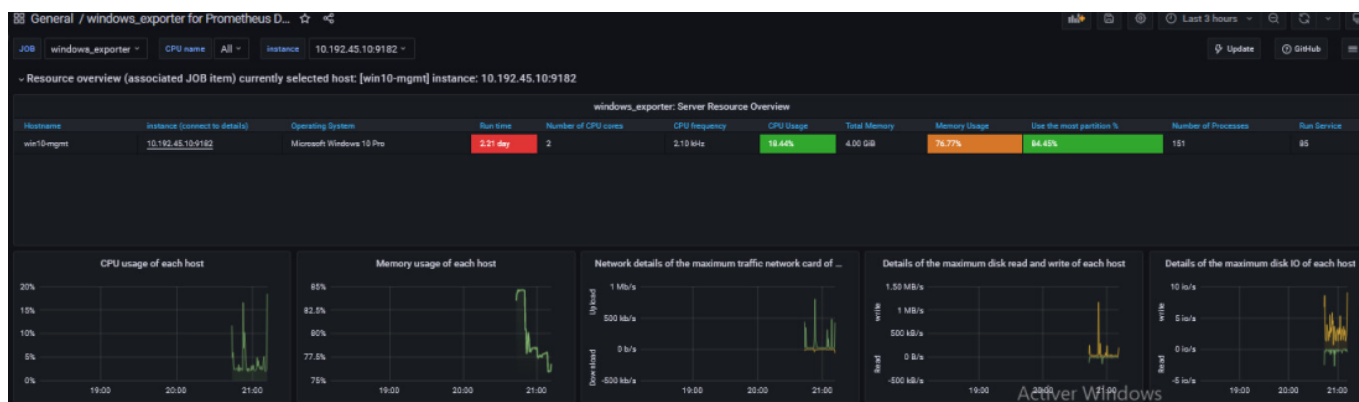 General / windows_exporter for Prometheus D...
Last 3 hours
JOB windows_exporter CPU name All instance 10.192.45.10:9182 Update GitHub
Resource overview (associated JOB item) currently selected host: [win10-mgmt] instance: 10.192.45.10:9182
windows_exporter: Server Resource Overview
Hostname instance (connect to details) Operating System Run time Number of CPU cores CPU frequency CPU Usage Total Memory Memory Usage Use the most partition % Number of Processes Run Service
win10-mgmt 10.192.45.10:9182 Microsoft Windows 10 Pro 2.21 day 2 2.10 kHz 18.44% 4.00 GiB 76.77% 84.45% 151 95
CPU usage of each host
20%
15%
10%
5%
0%
19:00 20:00 21:00
Memory usage of each host
85%
82.5%
80%
77.5%
75%
19:00 20:00 21:00
Network details of the maximum traffic network card of ...
Upload
Download
1 Mb/s
500 kb/s
0 b/s
-500 kb/s
19:00 20:00 21:00
Details of the maximum disk read and write of each host
write
Read
1.50 MB/s
1 MB/s
500 kB/s
0 B/s
-500 kB/s
19:00 20:00 21:00
Details of the maximum disk IO of each host
write
Read
10 io/s
5 io/s
0 io/s
-5 io/s
19:00 20:00 21:00
Activer Windows